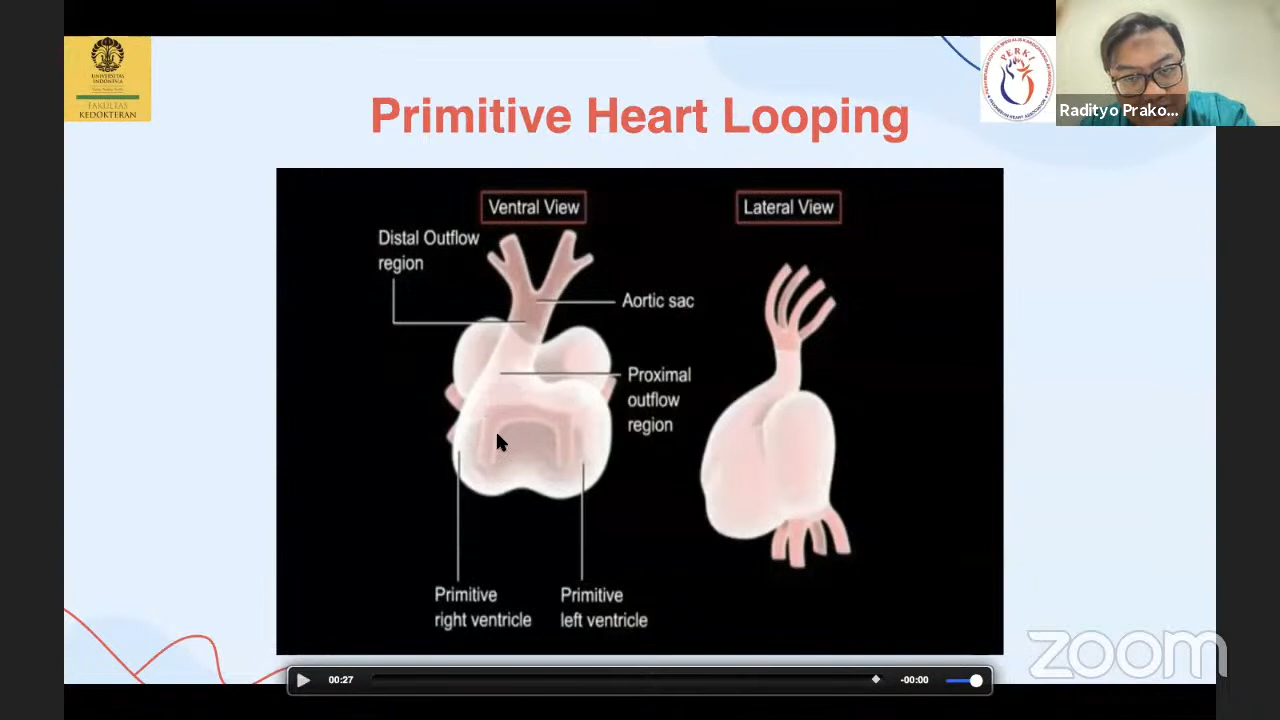 UNIVERSITAS
INDONESIA
FAKULTAS
KEDOKTERAN
Primitive Heart Looping
PERKI
Radityo Prako...
Ventral View
Lateral View
Distal Outflow
region
Aortic sac
Proximal
outflow
region
Primitive
right ventricle
Primitive
left ventricle
00:27
-00:00
zoom